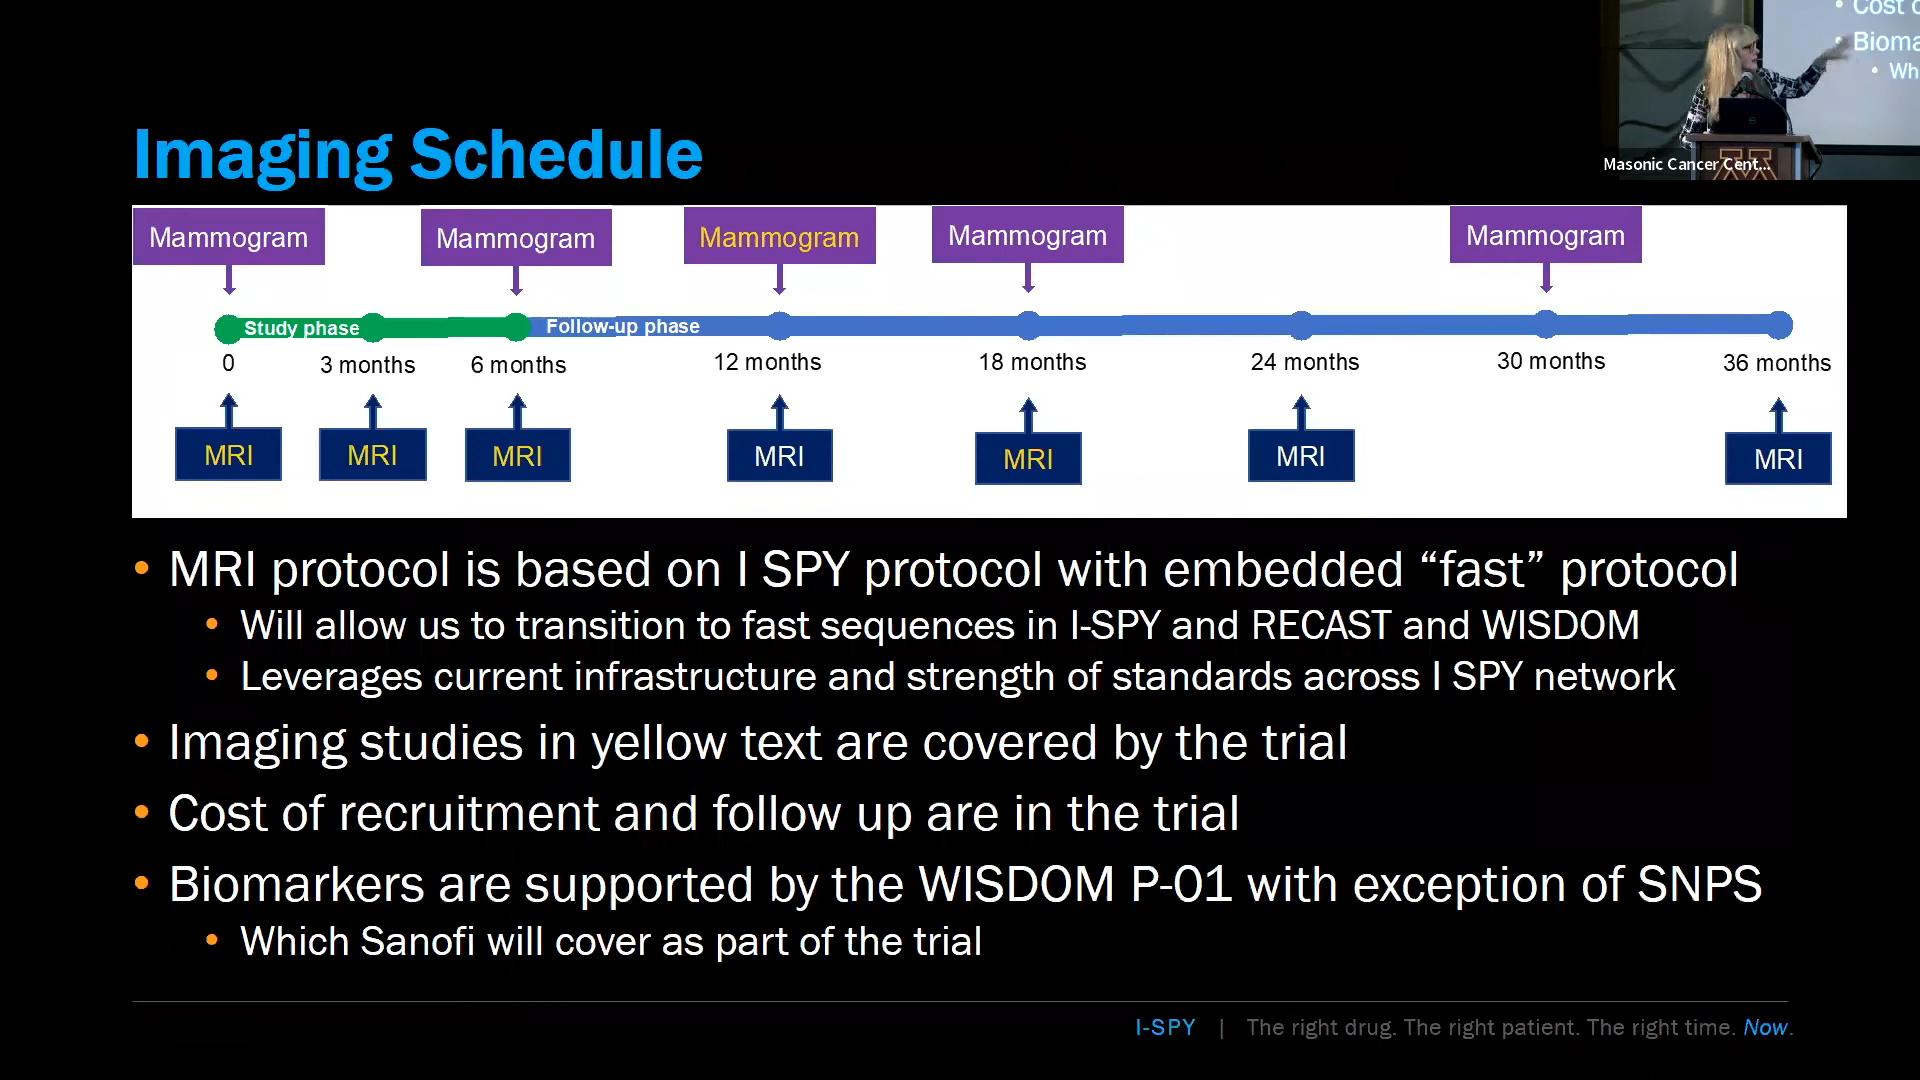 • Cost
• Bioma
• Wh
Masonic Cancer Cent...
Imaging Schedule
Mammogram Mammogram Mammogram Mammogram Mammogram
Study phase Follow-up phase
0 3 months 6 months 12 months 18 months 24 months 30 months 36 months
MRI MRI MRI MRI MRI MRI MRI
• MRI protocol is based on I SPY protocol with embedded “fast” protocol
• Will allow us to transition to fast sequences in I-SPY and RECAST and WISDOM
• Leverages current infrastructure and strength of standards across I SPY network
• Imaging studies in yellow text are covered by the trial
• Cost of recruitment and follow up are in the trial
• Biomarkers are supported by the WISDOM P-01 with exception of SNPS
• Which Sanofi will cover as part of the trial
I-SPY | The right drug. The right patient. The right time. Now.